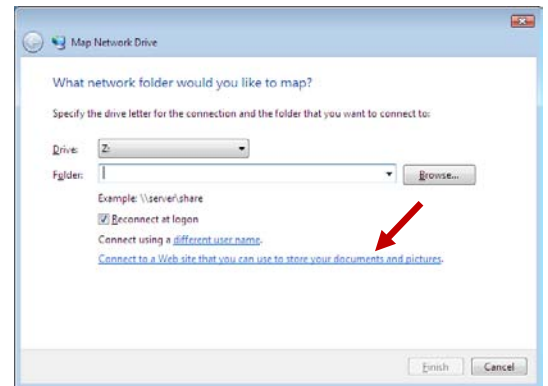 Map Network Drive
What network folder would you like to map?
Specify the drive letter for the connection and the folder that you want to connect to:
Drive: Z:
Folder: Browse...
Example: \\server\share
Reconnect at logon
Connect using a different user name.
Connect to a Web site that you can use to store your documents and pictures.
Finish Cancel